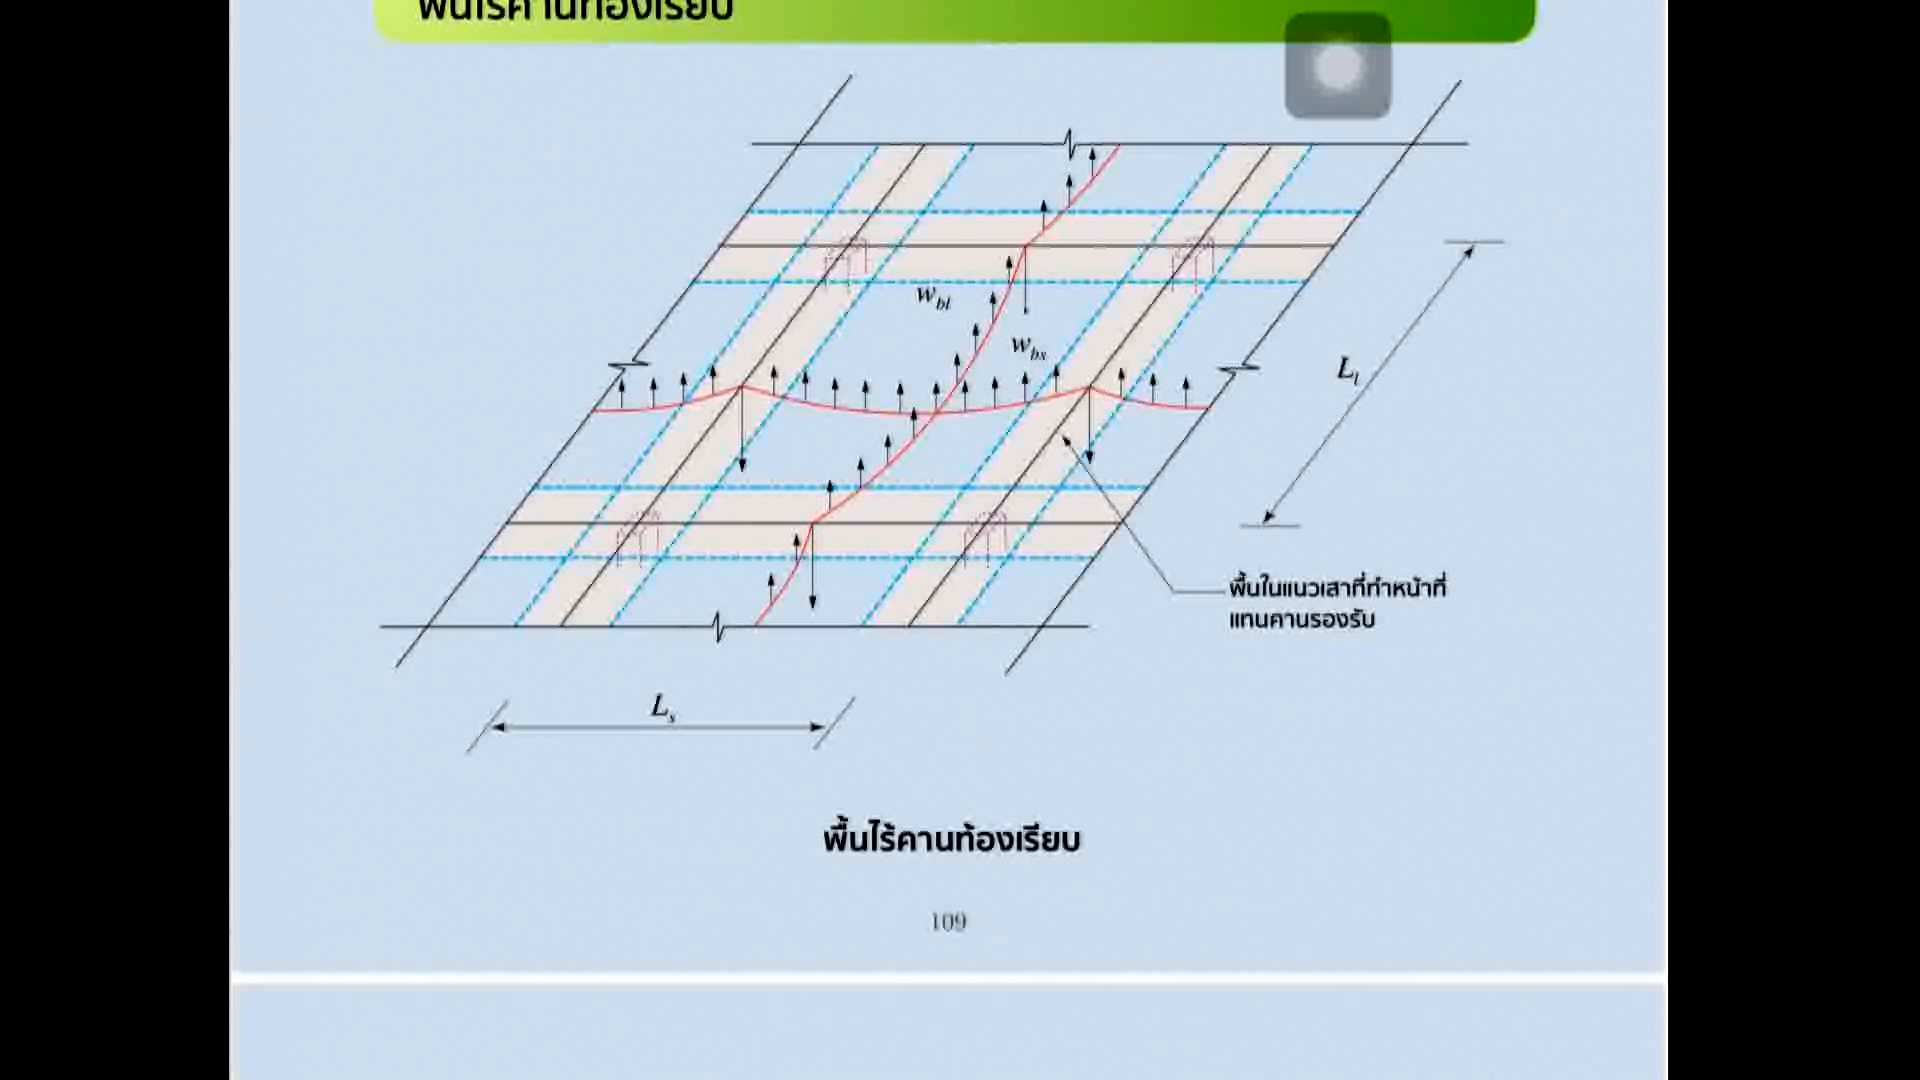 พื้นไร้คานท้องเรียบ
w_bl
w_bs
L_l
พื้นในแนวเสาที่ทำหน้าที่
แทนคานรองรับ
L_s
พื้นไร้คานท้องเรียบ
109